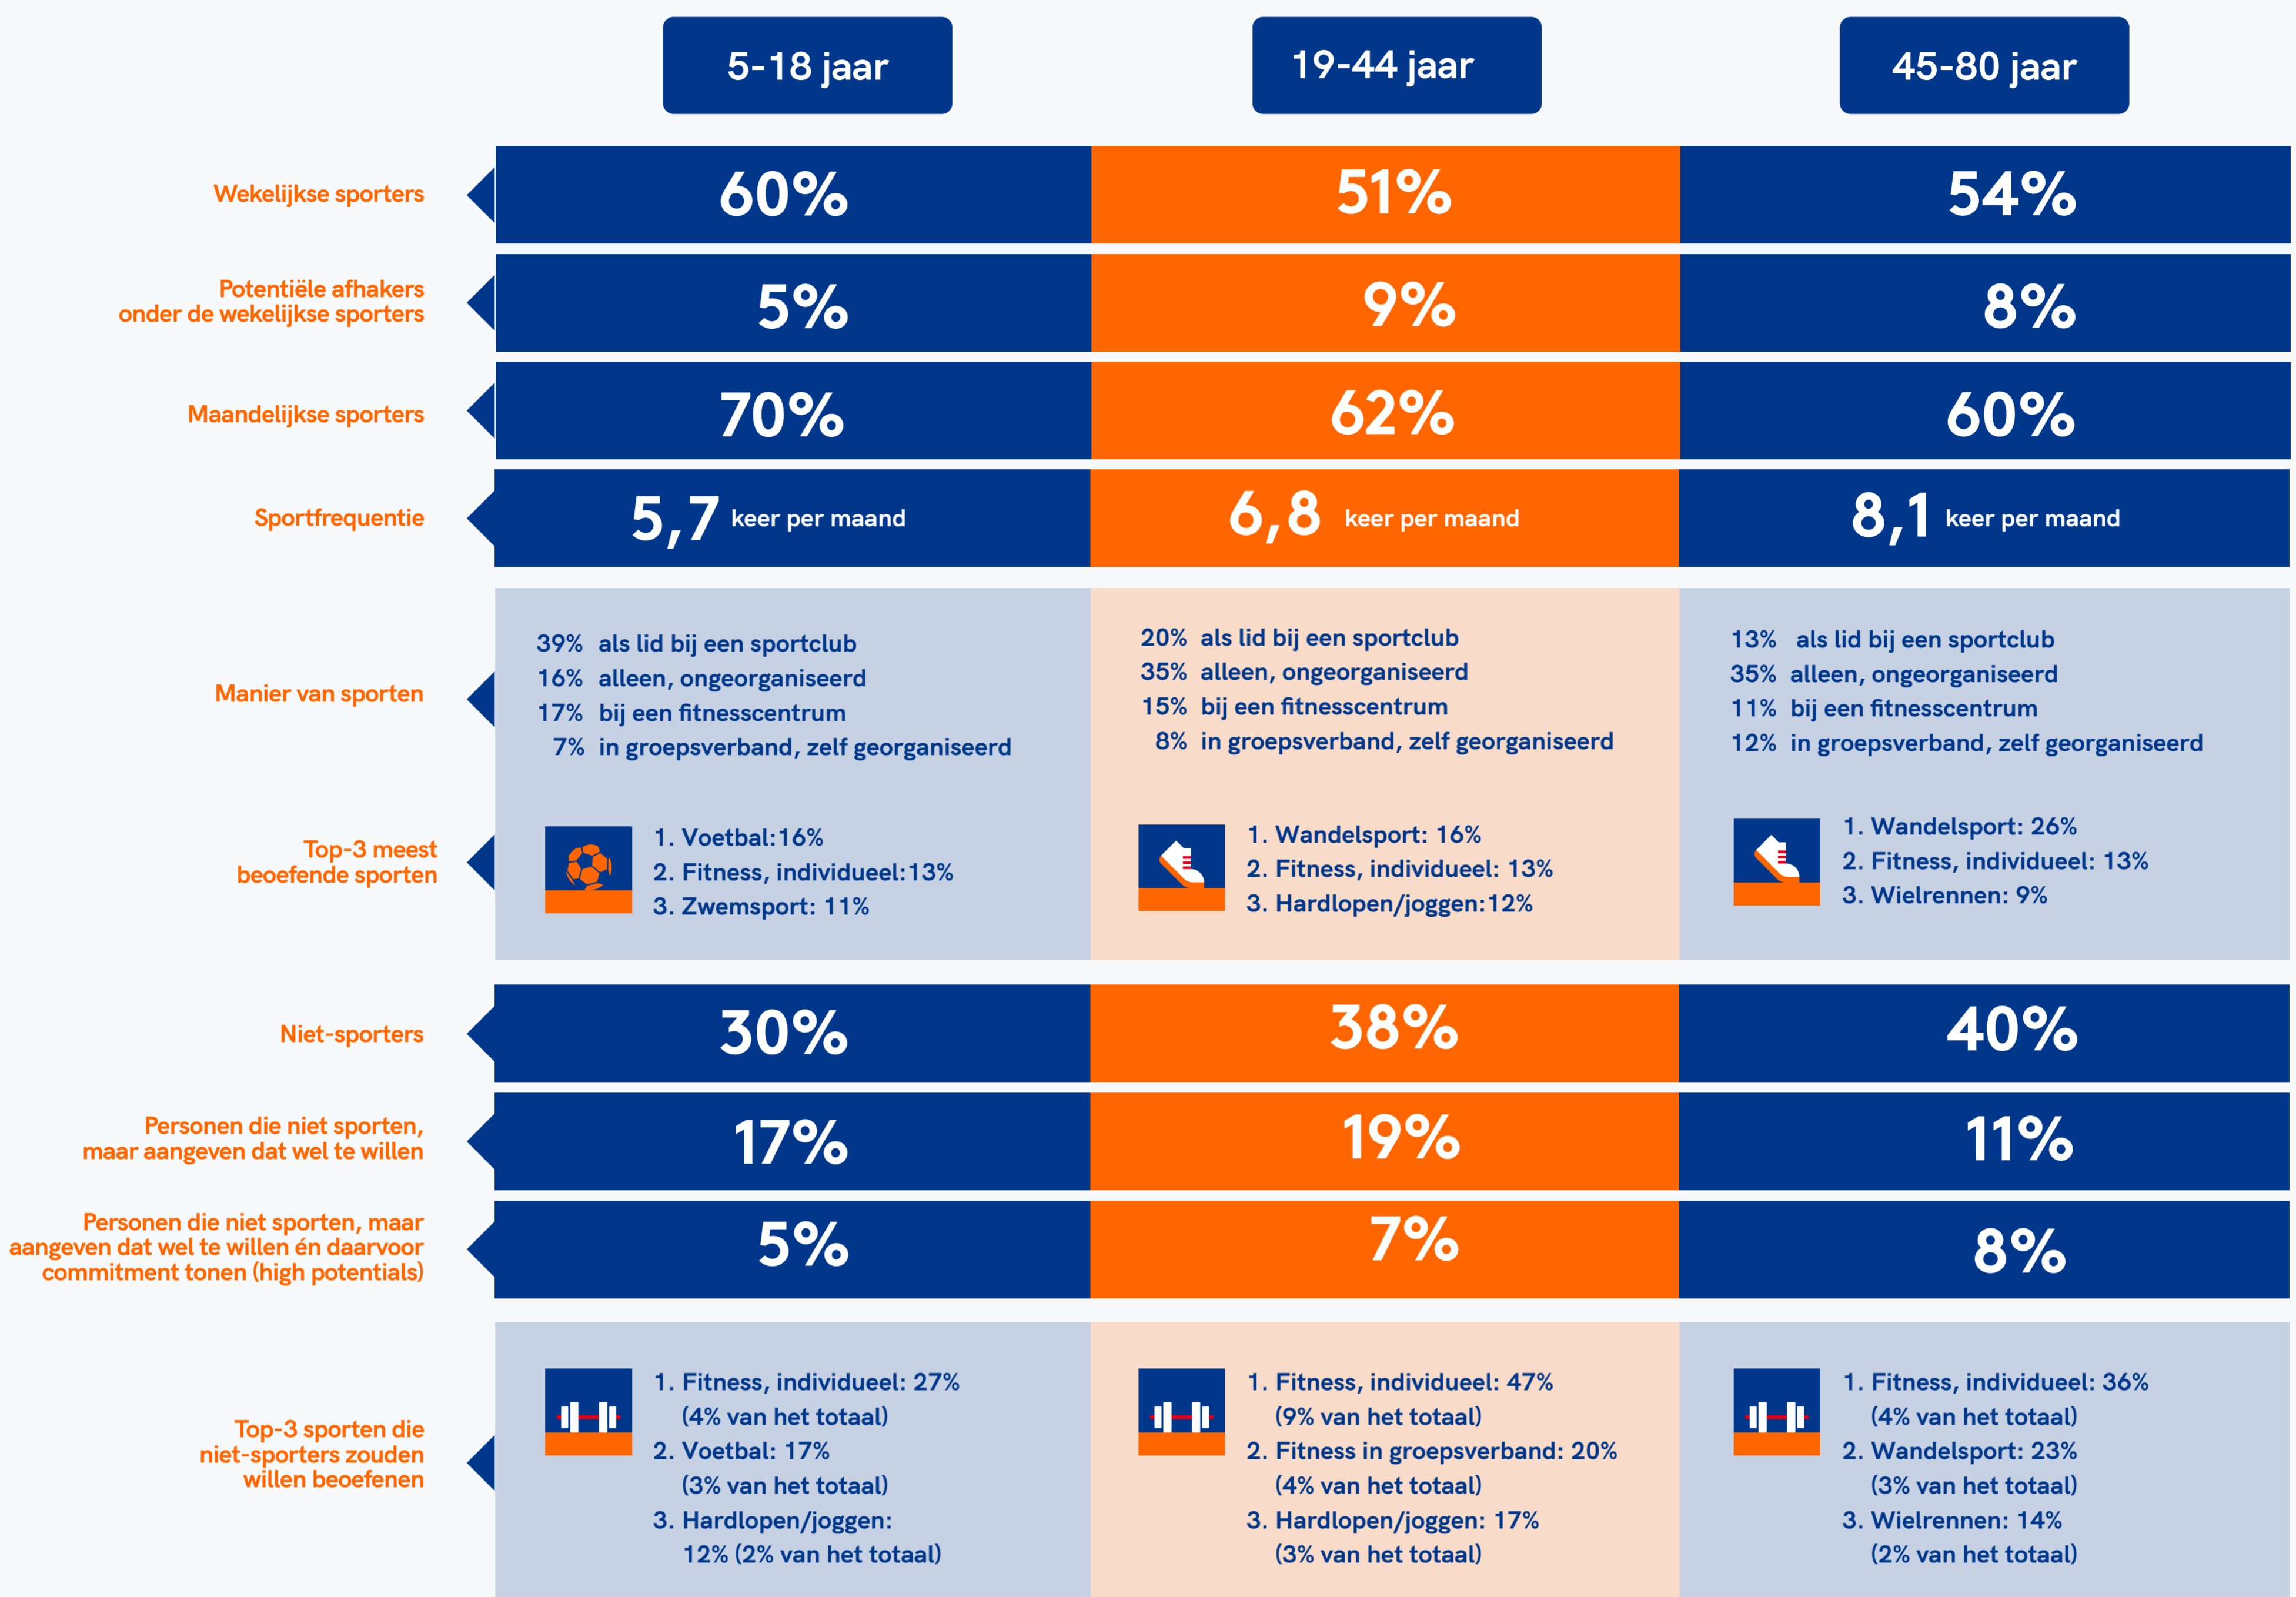 5-18 jaar
19-44 jaar
45-80 jaar
Wekelijkse sporters
60%
51%
54%
Potentiële afhakers
onder de wekelijkse sporters
5%
9%
8%
Maandelijkse sporters
70%
62%
60%
Sportfrequentie
5,7 keer per maand
6,8 keer per maand
8,1 keer per maand
Manier van sporten
39% als lid bij een sportclub
16% alleen, ongeorganiseerd
17% bij een fitnesscentrum
7% in groepsverband, zelf georganiseerd
20% als lid bij een sportclub
35% alleen, ongeorganiseerd
15% bij een fitnesscentrum
8% in groepsverband, zelf georganiseerd
13% als lid bij een sportclub
35% alleen, ongeorganiseerd
11% bij een fitnesscentrum
12% in groepsverband, zelf georganiseerd
Top-3 meest
beoefende sporten
1. Voetbal:16%
2. Fitness, individueel:13%
3. Zwemsport: 11%
1. Wandelsport: 16%
2. Fitness, individueel: 13%
3. Hardlopen/joggen:12%
1. Wandelsport: 26%
2. Fitness, individueel: 13%
3. Wielrennen: 9%
Niet-sporters
30%
38%
40%
Personen die niet sporten,
maar aangeven dat wel te willen
17%
19%
11%
Personen die niet sporten, maar
aangeven dat wel te willen én daarvoor
commitment tonen (high potentials)
5%
7%
8%
Top-3 sporten die
niet-sporters zouden
willen beoefenen
1. Fitness, individueel: 27%
(4% van het totaal)
2. Voetbal: 17%
(3% van het totaal)
3. Hardlopen/joggen:
12% (2% van het totaal)
1. Fitness, individueel: 47%
(9% van het totaal)
2. Fitness in groepsverband: 20%
(4% van het totaal)
3. Hardlopen/joggen: 17%
(3% van het totaal)
1. Fitness, individueel: 36%
(4% van het totaal)
2. Wandelsport: 23%
(3% van het totaal)
3. Wielrennen: 14%
(2% van het totaal)